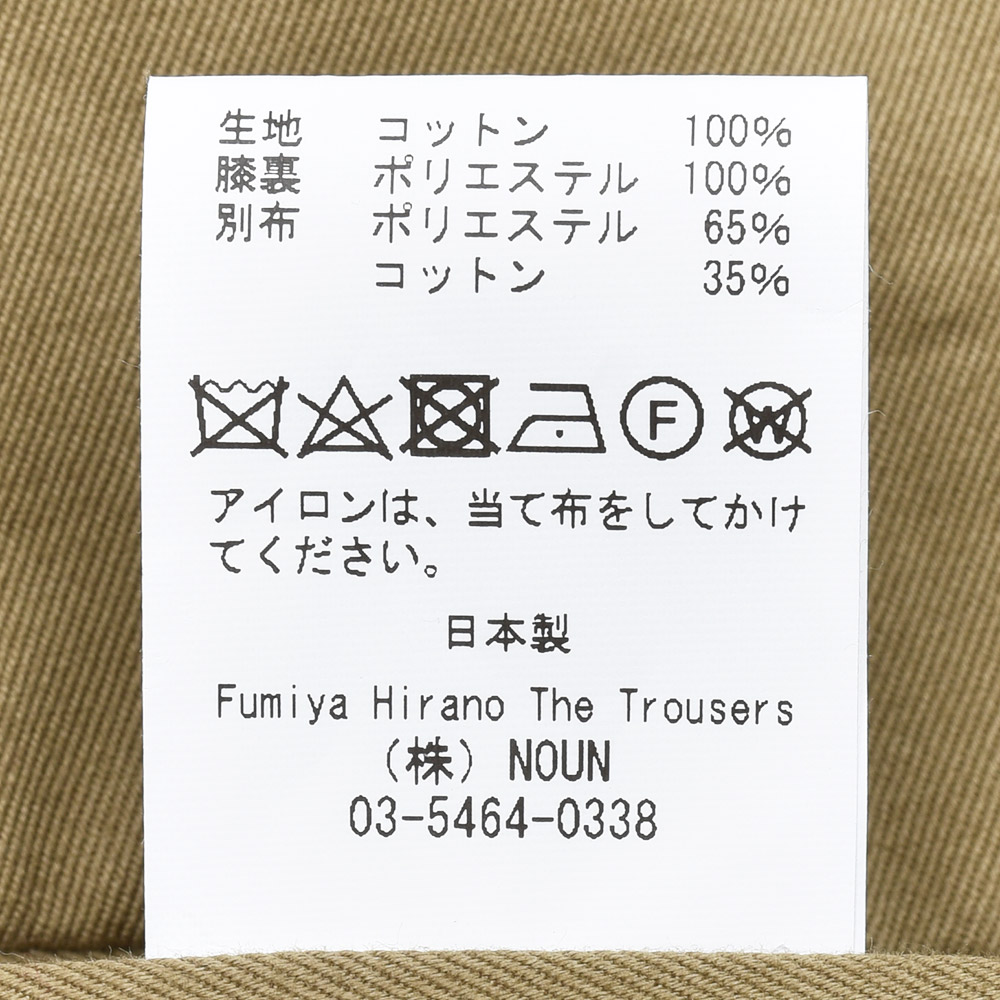 生地 コットン 100%
膝裏 ポリエステル 100%
別布 ポリエステル 65%
コットン 35%
F W
アイロンは、当て布をしてかけ
てください。
日本製
Fumiya Hirano The Trousers
(株) NOUN
03-5464-0338